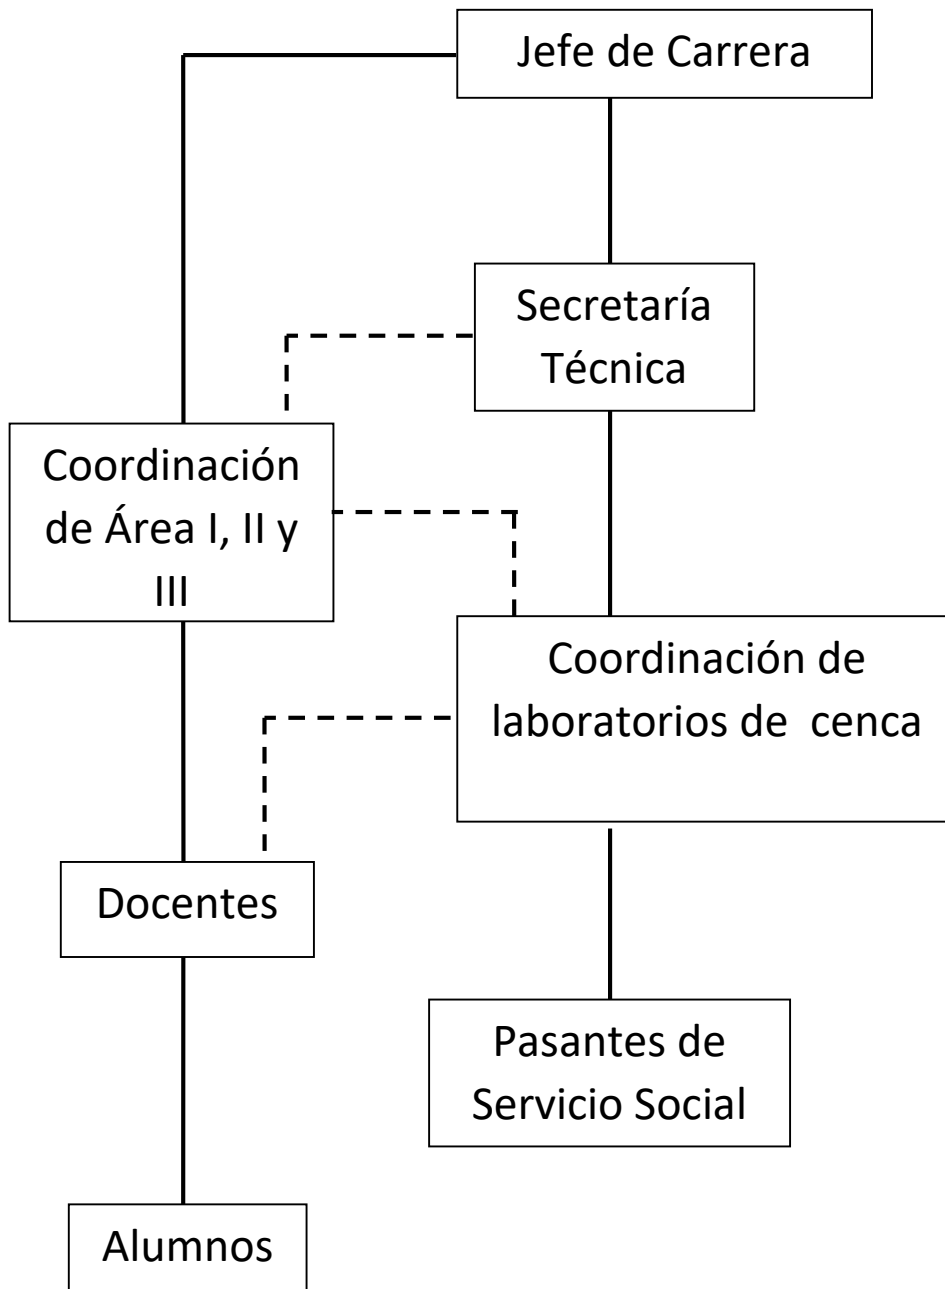 Jefe de Carrera
Secretaría
Técnica
Coordinación
de Área I, II y
III
Coordinación de
laboratorios de  cenca
Docentes
Pasantes de
Servicio Social
Alumnos